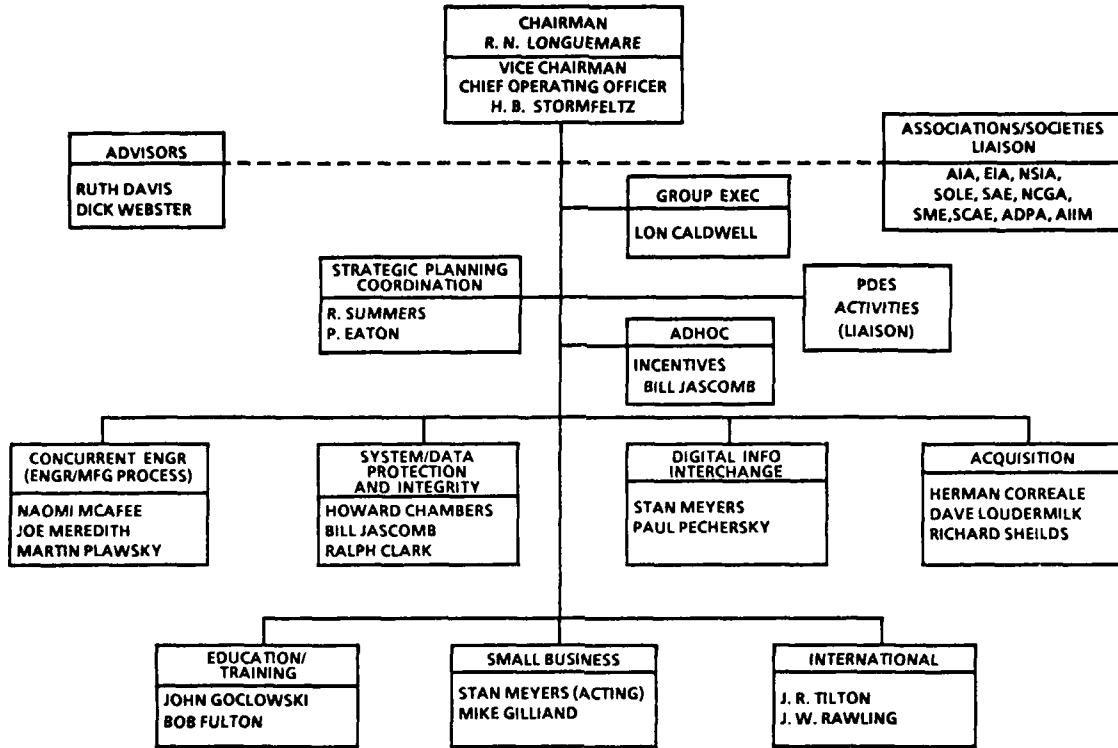 CHAIRMAN
R. N. LONGUEMARE
VICE CHAIRMAN
CHIEF OPERATING OFFICER
H. B. STORMFELTZ
ADVISORS
RUTH DAVIS
DICK WEBSTER
ASSOCIATIONS/SOCIETIES
LIAISON
AIA, EIA, NSIA,
SOLE, SAE, NCGA,
SME,SCAE, ADPA, AIIM
GROUP EXEC
LON CALDWELL
STRATEGIC PLANNING
COORDINATION
R. SUMMERS
P. EATON
PDES
ACTIVITIES
(LIAISON)
ADHOC
INCENTIVES
BILL JASCOMB
CONCURRENT ENGR
(ENGR/MFG PROCESS)
NAOMI MCAFEE
JOE MEREDITH
MARTIN PLAWSKY
SYSTEM/DATA
PROTECTION
AND INTEGRITY
HOWARD CHAMBERS
BILL JASCOMB
RALPH CLARK
DIGITAL INFO
INTERCHANGE
STAN MEYERS
PAUL PECHERSKY
ACQUISITION
HERMAN CORREALE
DAVE LOUDERMILK
RICHARD SHEILDS
EDUCATION/
TRAINING
JOHN GOCLOWSKI
BOB FULTON
SMALL BUSINESS
STAN MEYERS (ACTING)
MIKE GILLIAND
INTERNATIONAL
J. R. TILTON
J. W. RAWLING